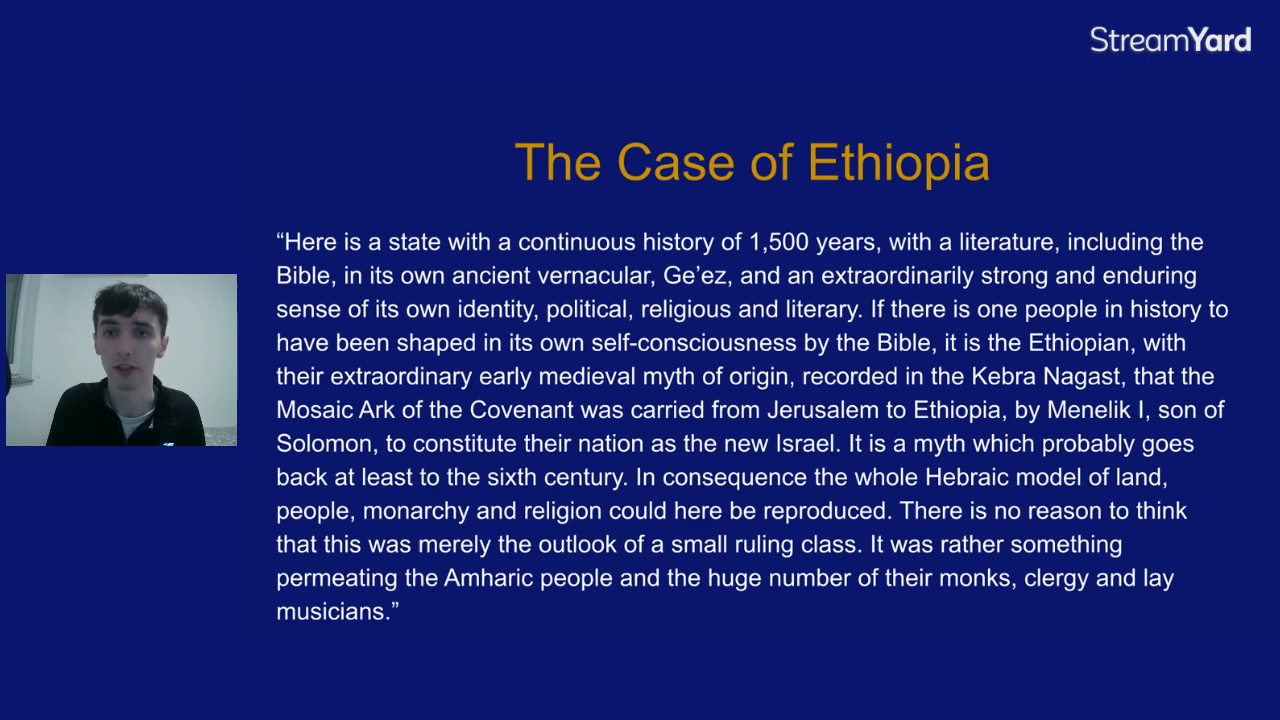 StreamYard
The Case of Ethiopia
“Here is a state with a continuous history of 1,500 years, with a literature, including the
Bible, in its own ancient vernacular, Ge’ez, and an extraordinarily strong and enduring
sense of its own identity, political, religious and literary. If there is one people in history to
have been shaped in its own self-consciousness by the Bible, it is the Ethiopian, with
their extraordinary early medieval myth of origin, recorded in the Kebra Nagast, that the
Mosaic Ark of the Covenant was carried from Jerusalem to Ethiopia, by Menelik I, son of
Solomon, to constitute their nation as the new Israel. It is a myth which probably goes
back at least to the sixth century. In consequence the whole Hebraic model of land,
people, monarchy and religion could here be reproduced. There is no reason to think
that this was merely the outlook of a small ruling class. It was rather something
permeating the Amharic people and the huge number of their monks, clergy and lay
musicians.”